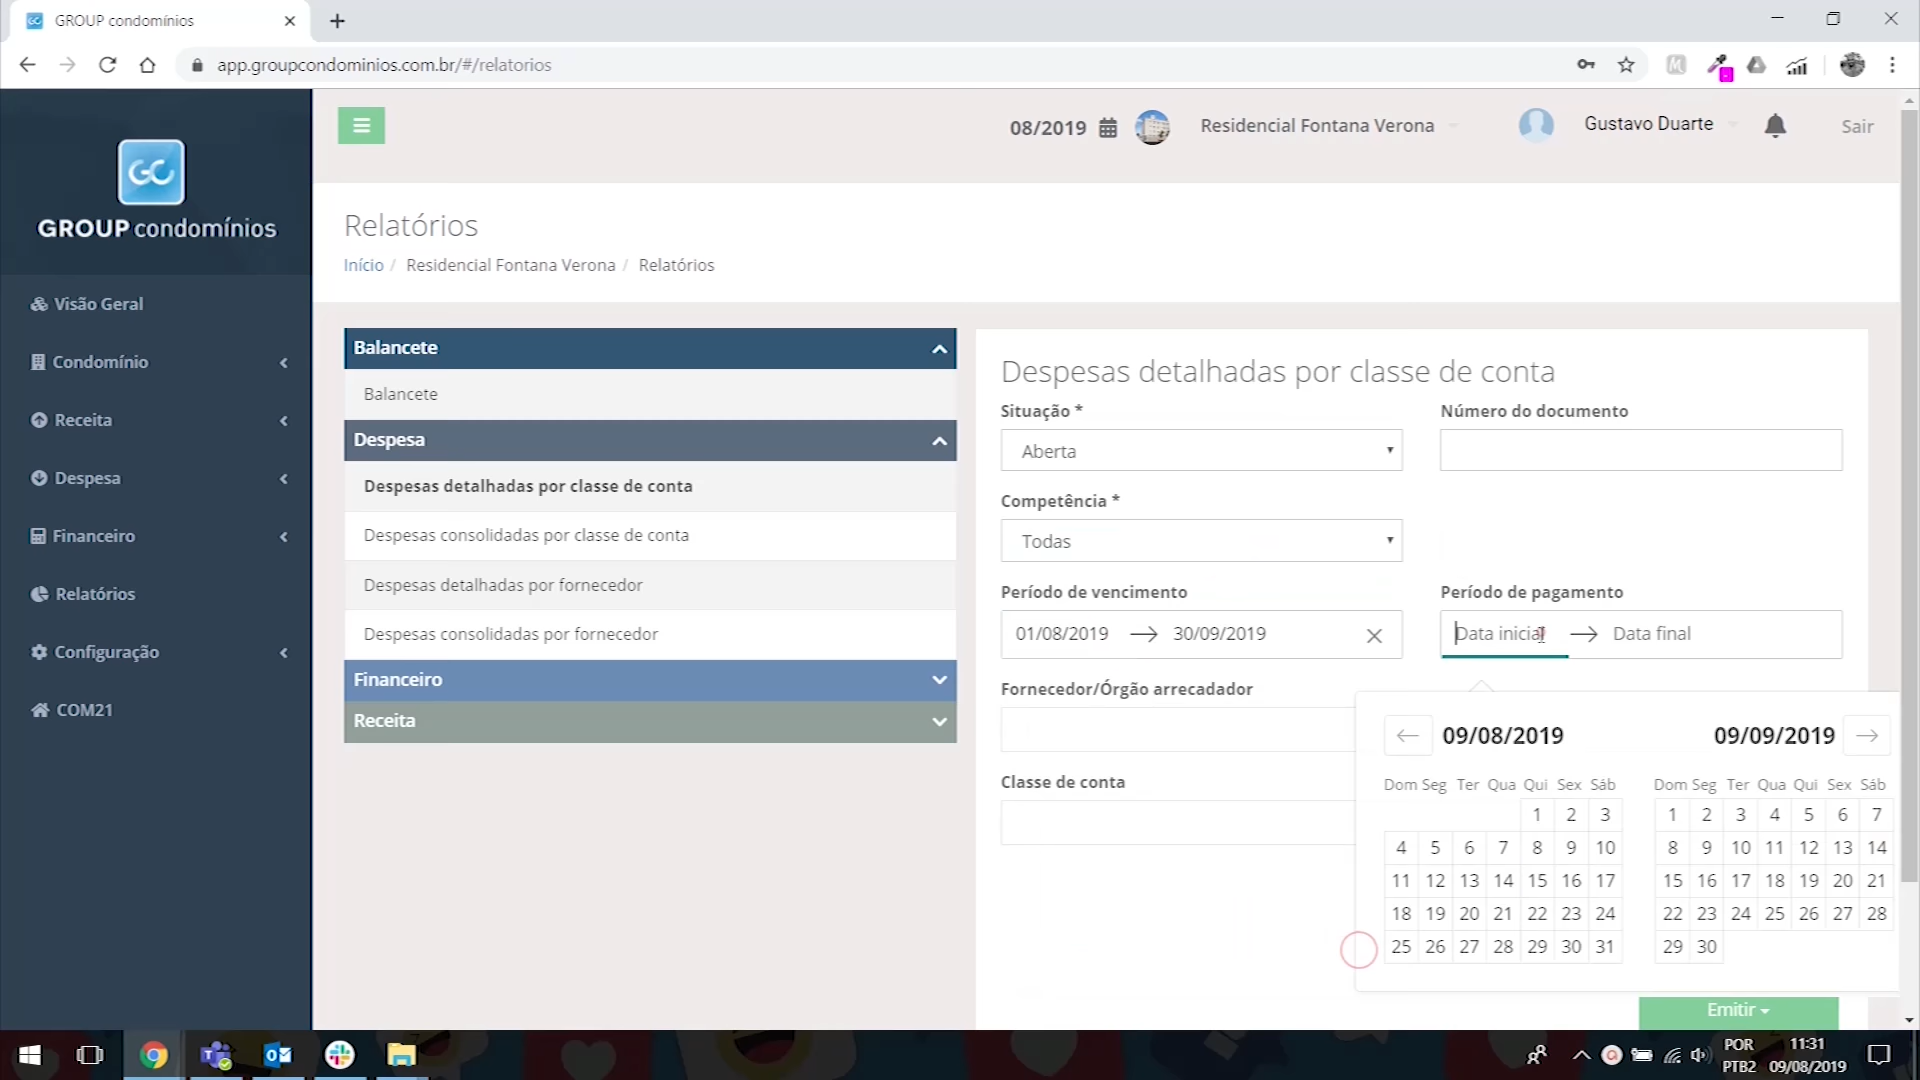 GROUP condomínios
app.groupcondominios.com.br/#/relatorios
GC
GROUP condomínios
08/2019
Residencial Fontana Verona
Gustavo Duarte
Sair
Relatórios
Início / Residencial Fontana Verona / Relatórios
Visão Geral
Condomínio
Receita
Despesa
Financeiro
Relatórios
Configuração
COM21
Balancete
Balancete
Despesa
Despesas detalhadas por classe de conta
Despesas consolidadas por classe de conta
Despesas detalhadas por fornecedor
Despesas consolidadas por fornecedor
Financeiro
Receita
Despesas detalhadas por classe de conta
Situação *
Número do documento
Aberta
Competência *
Todas
Período de vencimento
Período de pagamento
01/08/2019 → 30/09/2019
Data inicial → Data final
Fornecedor/Órgão arrecadador
Classe de conta
09/08/2019
Dom Seg Ter Qua Qui Sex Sáb
1 2 3
4 5 6 7 8 9 10
11 12 13 14 15 16 17
18 19 20 21 22 23 24
25 26 27 28 29 30 31
09/09/2019
Dom Seg Ter Qua Qui Sex Sáb
1 2 3 4 5 6 7
8 9 10 11 12 13 14
15 16 17 18 19 20 21
22 23 24 25 26 27 28
29 30
Emitir
POR
PTB2
11:31
09/08/2019